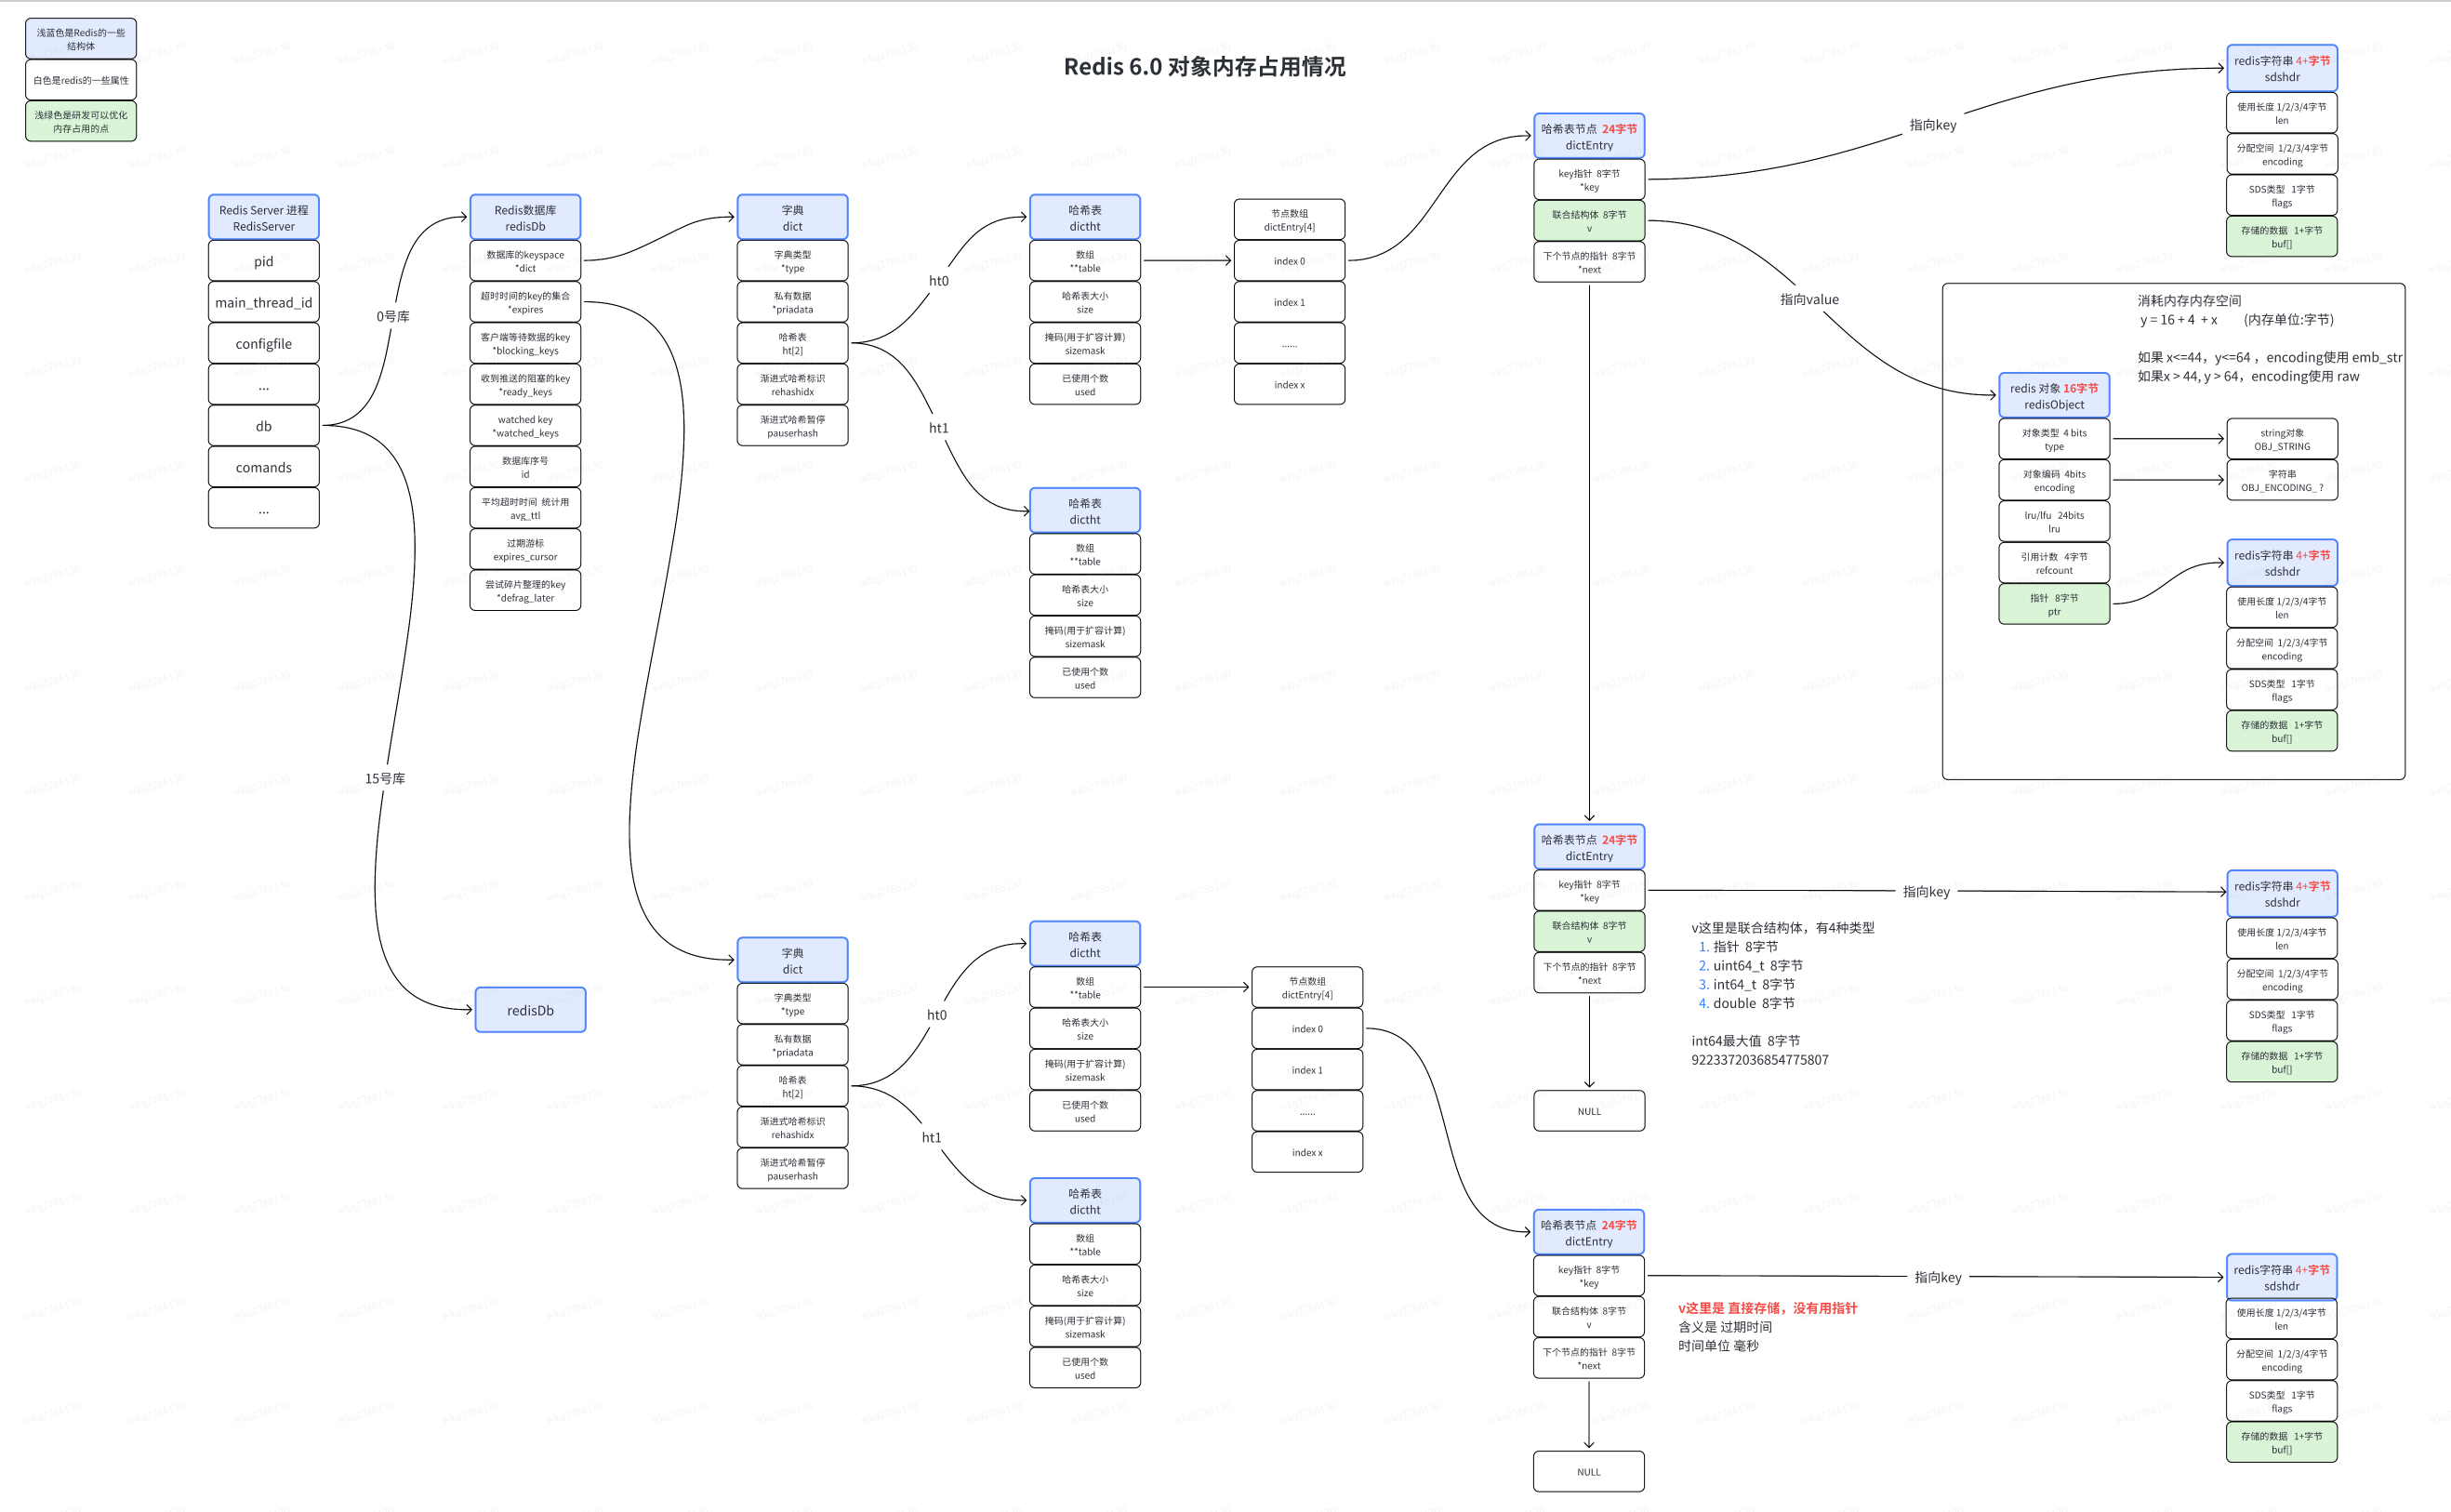 浅蓝色是Redis的一些
结构体
白色是redis的一些属性
浅绿色是研发可以优化
内存占用的点
Redis 6.0 对象内存占用情况
Redis Server 进程
RedisServer
pid
main_thread_id
configfile
...
db
comands
...
0号库
15号库
Redis数据库
redisDb
数据库的keyspace
*dict
超时时间的key的集合
*expires
客户端等待数据的key
*blocking_keys
收到推送的阻塞的key
*ready_keys
watched key
*watched_keys
数据库序号
id
平均超时时间 统计用
avg_ttl
过期游标
expires_cursor
尝试碎片整理的key
*defrag_later
redisDb
字典
dict
字典类型
*type
私有数据
*priadata
哈希表
ht[2]
渐进式哈希标识
rehashidx
渐进式哈希暂停
pauserhash
ht0
ht1
哈希表
dictht
数组
**table
哈希表大小
size
掩码(用于扩容计算)
sizemask
已使用个数
used
哈希表
dictht
数组
**table
哈希表大小
size
掩码(用于扩容计算)
sizemask
已使用个数
used
节点数组
dictEntry[4]
index 0
index 1
......
index x
哈希表节点 24字节
dictEntry
key指针 8字节
*key
联合结构体 8字节
v
下个节点的指针 8字节
*next
指向key
指向value
redis字符串 4+字节
sdshdr
使用长度 1/2/3/4字节
len
分配空间 1/2/3/4字节
encoding
SDS类型 1字节
flags
存储的数据 1+字节
buf[]
消耗内存内存空间
y = 16 + 4 + x (内存单位:字节)
如果 x<=44，y<=64 ，encoding使用 emb_str
如果x > 44, y > 64，encoding使用 raw
redis 对象 16字节
redisObject
对象类型 4 bits
type
对象编码 4bits
encoding
lru/lfu 24bits
lru
引用计数 4字节
refcount
指针 8字节
ptr
string对象
OBJ_STRING
字符串
OBJ_ENCODING_ ?
redis字符串 4+字节
sdshdr
使用长度 1/2/3/4字节
len
分配空间 1/2/3/4字节
encoding
SDS类型 1字节
flags
存储的数据 1+字节
buf[]
哈希表节点 24字节
dictEntry
key指针 8字节
*key
联合结构体 8字节
v
下个节点的指针 8字节
*next
NULL
指向key
v这里是联合结构体，有4种类型
1. 指针 8字节
2. uint64_t 8字节
3. int64_t 8字节
4. double 8字节
int64最大值 8字节
9223372036854775807
redis字符串 4+字节
sdshdr
使用长度 1/2/3/4字节
len
分配空间 1/2/3/4字节
encoding
SDS类型 1字节
flags
存储的数据 1+字节
buf[]
字典
dict
字典类型
*type
私有数据
*priadata
哈希表
ht[2]
渐进式哈希标识
rehashidx
渐进式哈希暂停
pauserhash
ht0
ht1
哈希表
dictht
数组
**table
哈希表大小
size
掩码(用于扩容计算)
sizemask
已使用个数
used
哈希表
dictht
数组
**table
哈希表大小
size
掩码(用于扩容计算)
sizemask
已使用个数
used
节点数组
dictEntry[4]
index 0
index 1
......
index x
哈希表节点 24字节
dictEntry
key指针 8字节
*key
联合结构体 8字节
v
下个节点的指针 8字节
*next
NULL
指向key
v这里是 直接存储，没有用指针
含义是 过期时间
时间单位 毫秒
redis字符串 4+字节
sdshdr
使用长度 1/2/3/4字节
len
分配空间 1/2/3/4字节
encoding
SDS类型 1字节
flags
存储的数据 1+字节
buf[]
wkq2786130